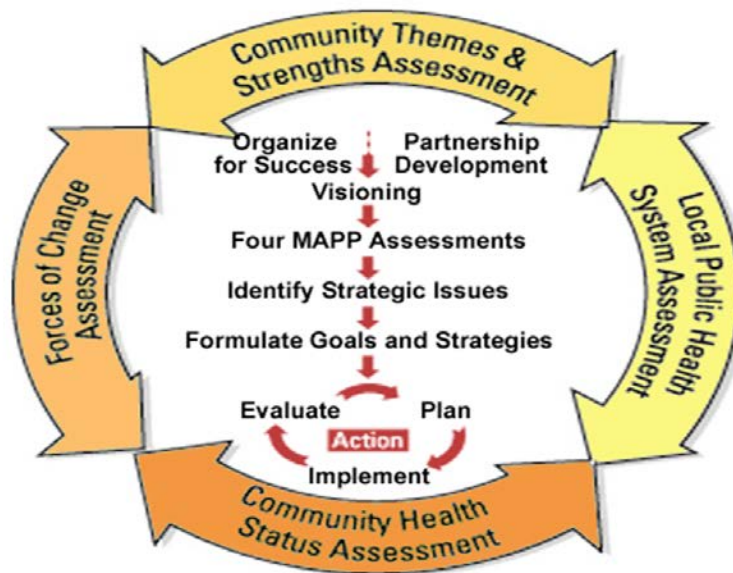 Community Themes &
Strengths Assessment
Organize
for Success
Partnership
Development
Visioning
Four MAPP Assessments
Identify Strategic Issues
Formulate Goals and Strategies
Evaluate
Plan
Action
Implement
Forces of Change
Assessment
Local Public Health
System Assessment
Community Health
Status Assessment